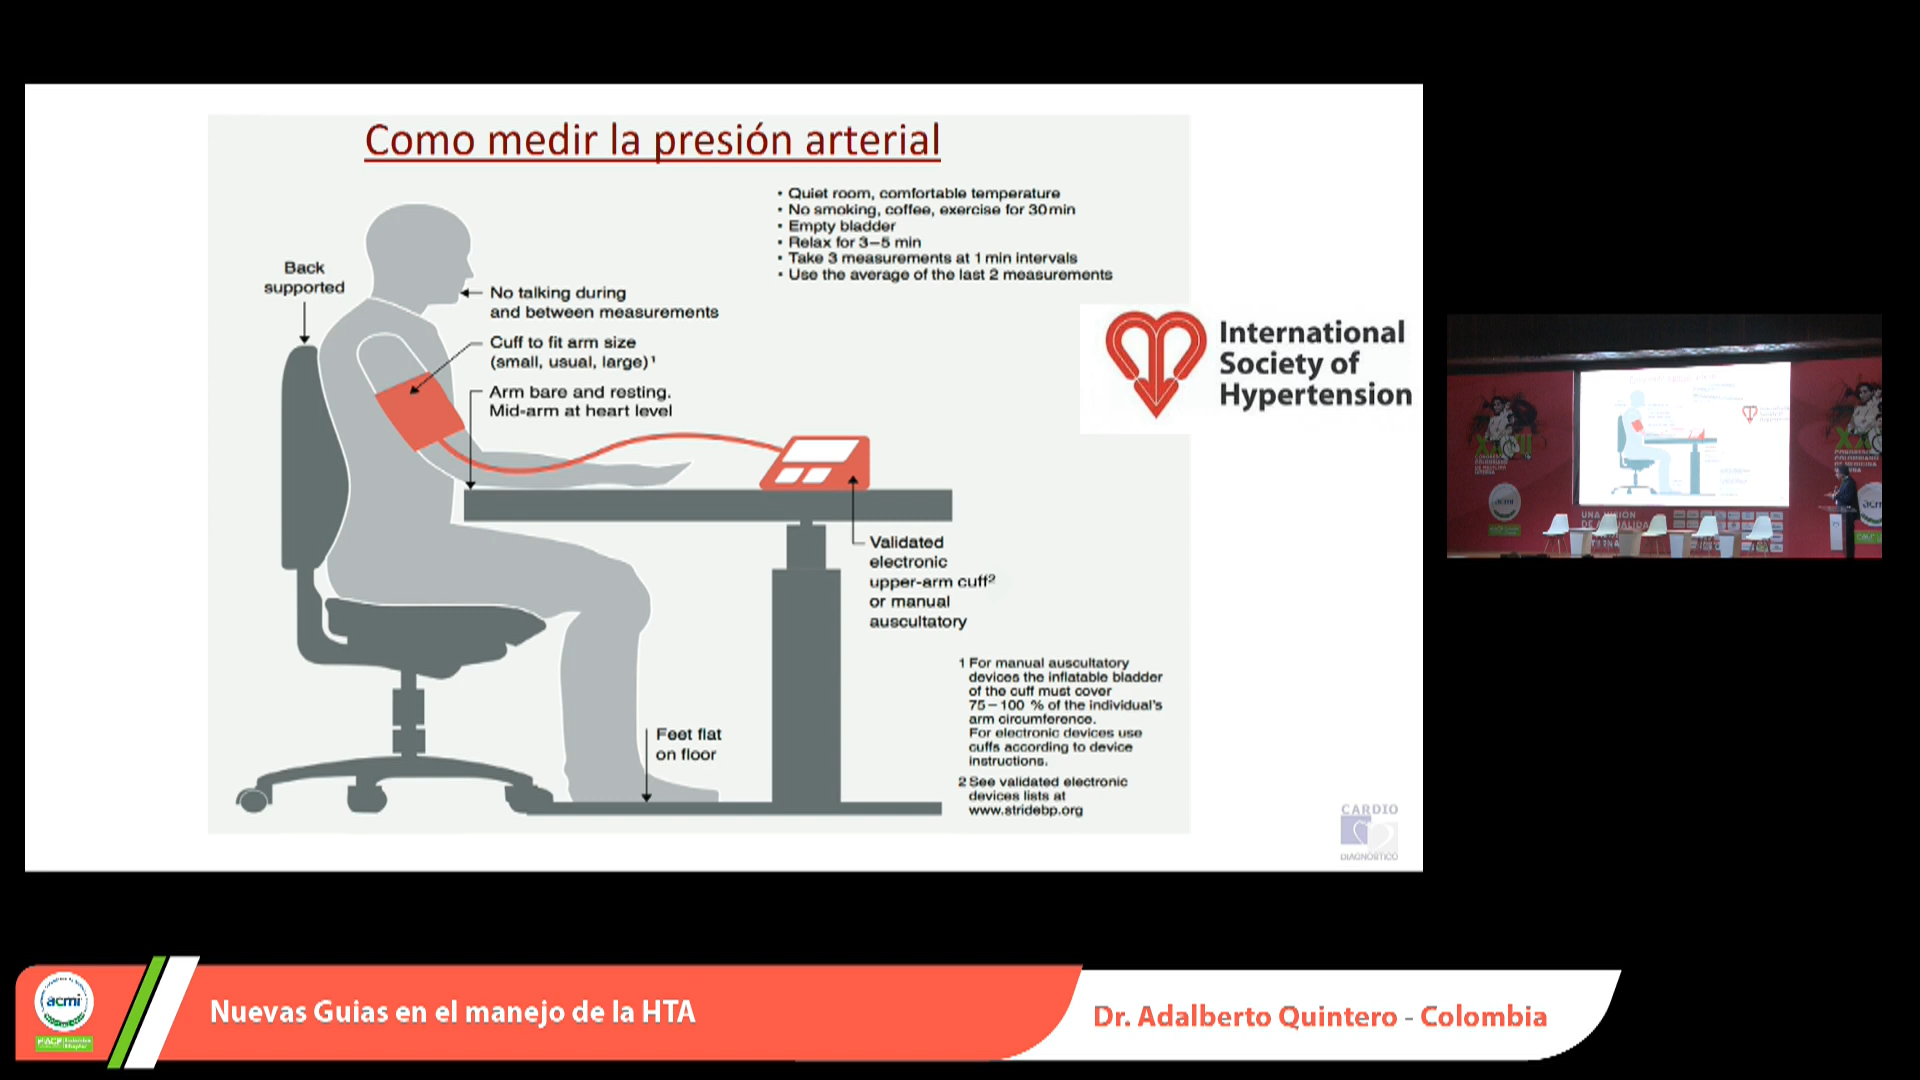 Como medir la presión arterial
• Quiet room, comfortable temperature
• No smoking, coffee, exercise for 30 min
• Empty bladder
• Relax for 3–5 min
• Take 3 measurements at 1 min intervals
• Use the average of the last 2 measurements
Back
supported
No talking during
and between measurements
Cuff to fit arm size
(small, usual, large)¹
Arm bare and resting.
Mid-arm at heart level
International
Society of
Hypertension
Validated
electronic
upper-arm cuff²
or manual
auscultatory
1 For manual auscultatory
devices the inflatable bladder
of the cuff must cover
75–100 % of the individual's
arm circumference.
For electronic devices use
cuffs according to device
instructions.
2 See validated electronic
devices lists at
www.stridebp.org
Feet flat
on floor
CARDIO
DIAGNOSTICO
acmi
Nuevas Guias en el manejo de la HTA
Dr. Adalberto Quintero - Colombia